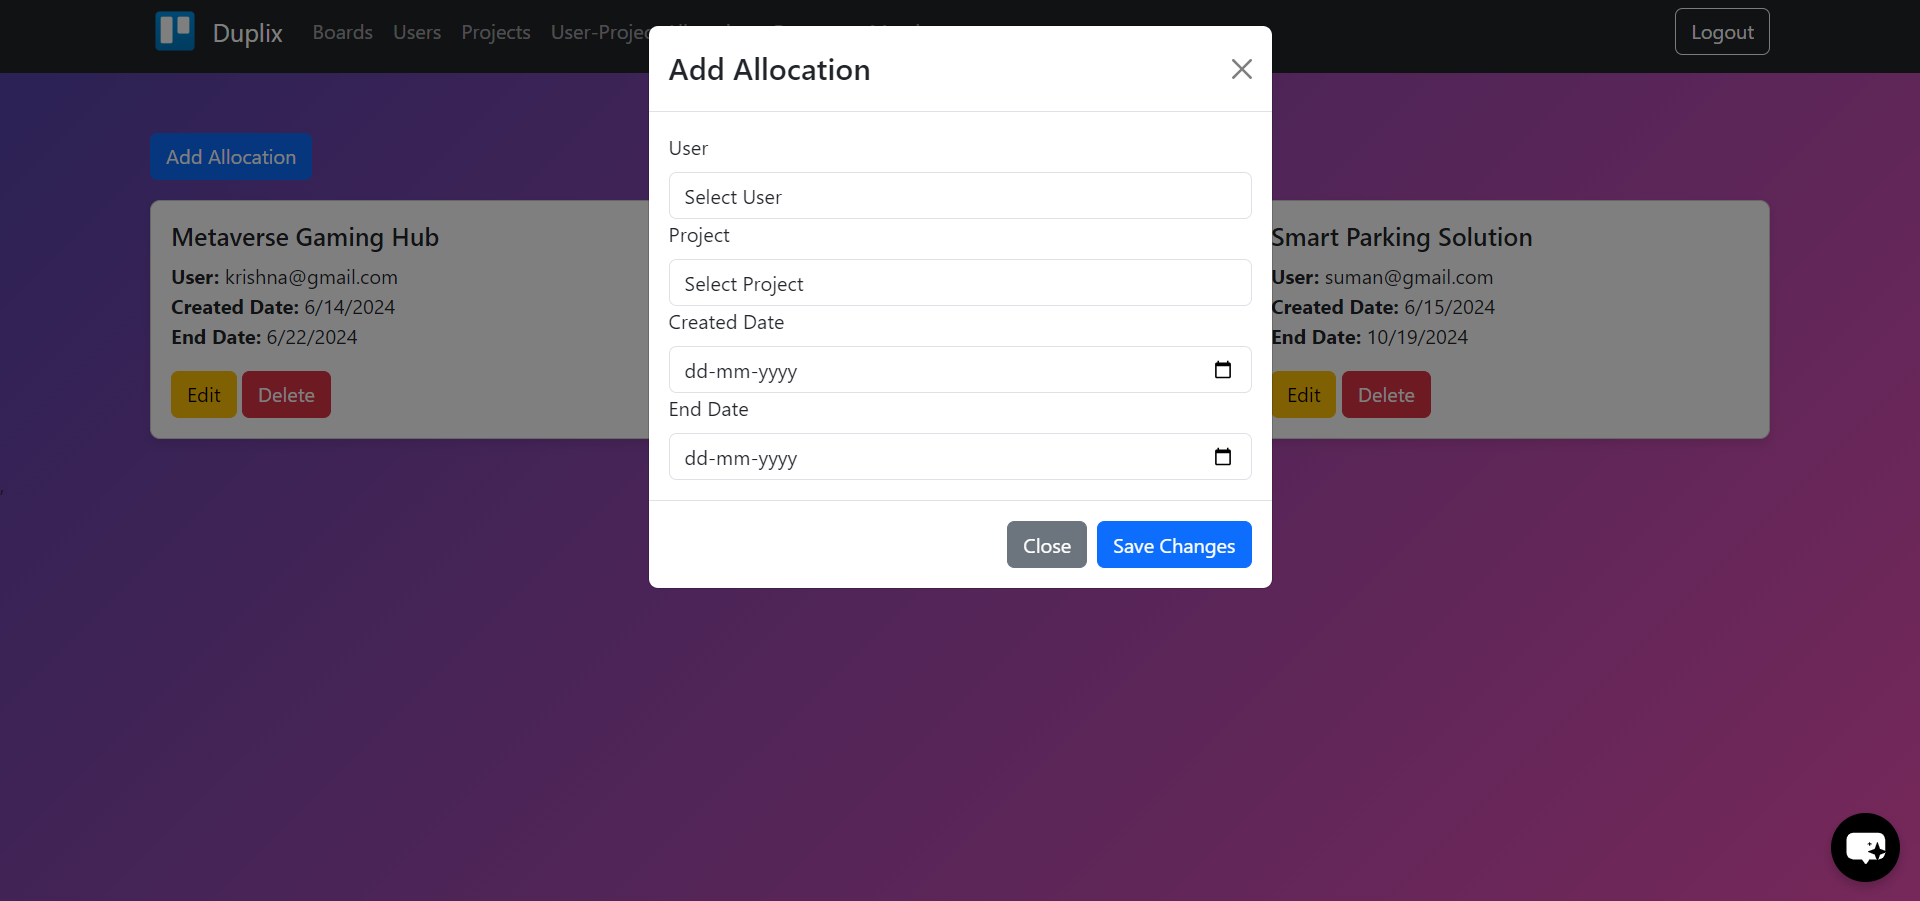 Duplix Boards Users Projects Logout
Add Allocation
User
Select User
Project
Select Project
Created Date
dd-mm-yyyy
End Date
dd-mm-yyyy
Close Save Changes
Add Allocation
Metaverse Gaming Hub
User: krishna@gmail.com
Created Date: 6/14/2024
End Date: 6/22/2024
Edit Delete
Smart Parking Solution
User: suman@gmail.com
Created Date: 6/15/2024
End Date: 10/19/2024
Edit Delete